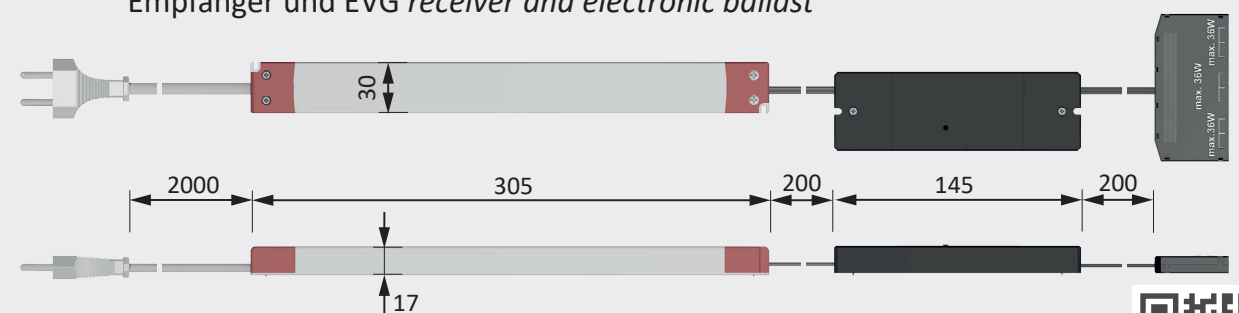 Empfänger und EVG receiver and electronic ballast
30
max. 36W
max. 36W
max.36W
2000
305
200
145
200
17